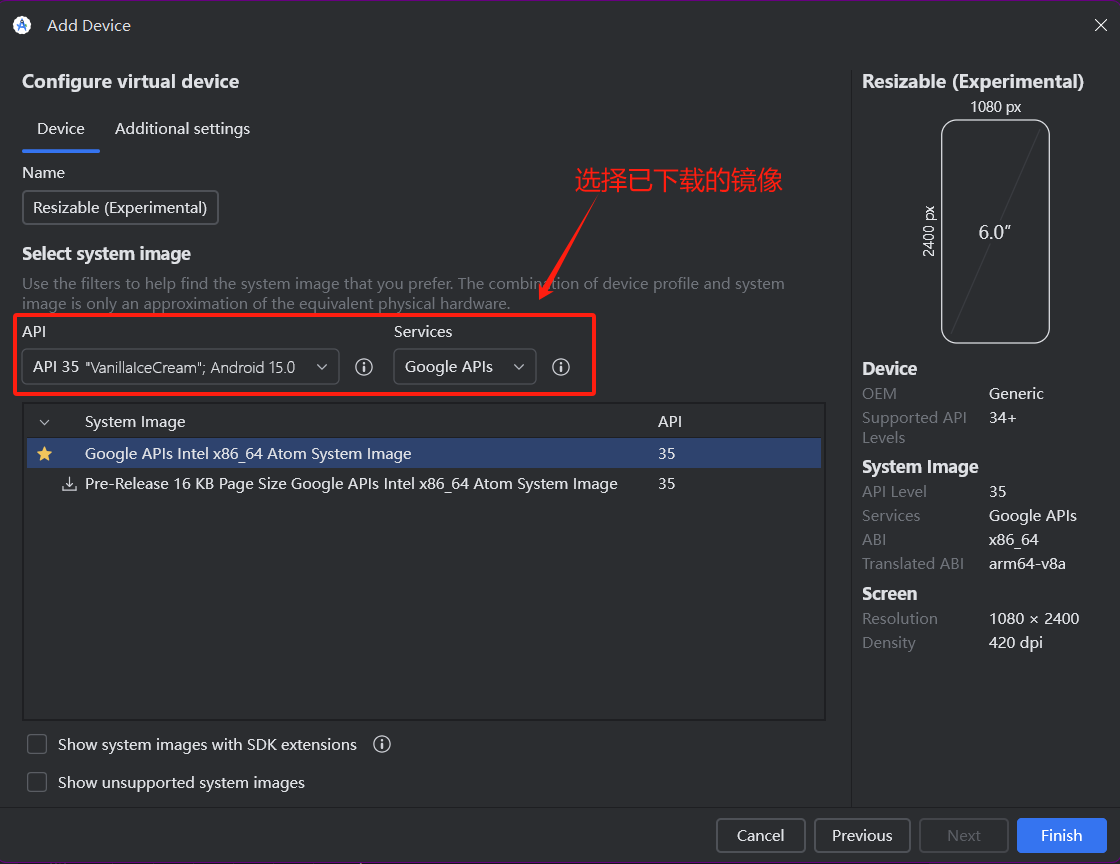 Add Device
Configure virtual device
Device Additional settings
Name
Resizable (Experimental)
选择已下载的镜像
Select system image
Use the filters to help find the system image that you prefer. The combination of device profile and system
image is only an approximation of the equivalent physical hardware.
API Services
API 35 "VanillaIceCream"; Android 15.0 Google APIs
System Image API
Google APIs Intel x86_64 Atom System Image 35
Pre-Release 16 KB Page Size Google APIs Intel x86_64 Atom System Image 35
Show system images with SDK extensions
Show unsupported system images
Resizable (Experimental)
1080 px
2400 px
6.0″
Device
OEM Generic
Supported API 34+
Levels
System Image
API Level 35
Services Google APIs
ABI x86_64
Translated ABI arm64-v8a
Screen
Resolution 1080 × 2400
Density 420 dpi
Cancel Previous Next Finish